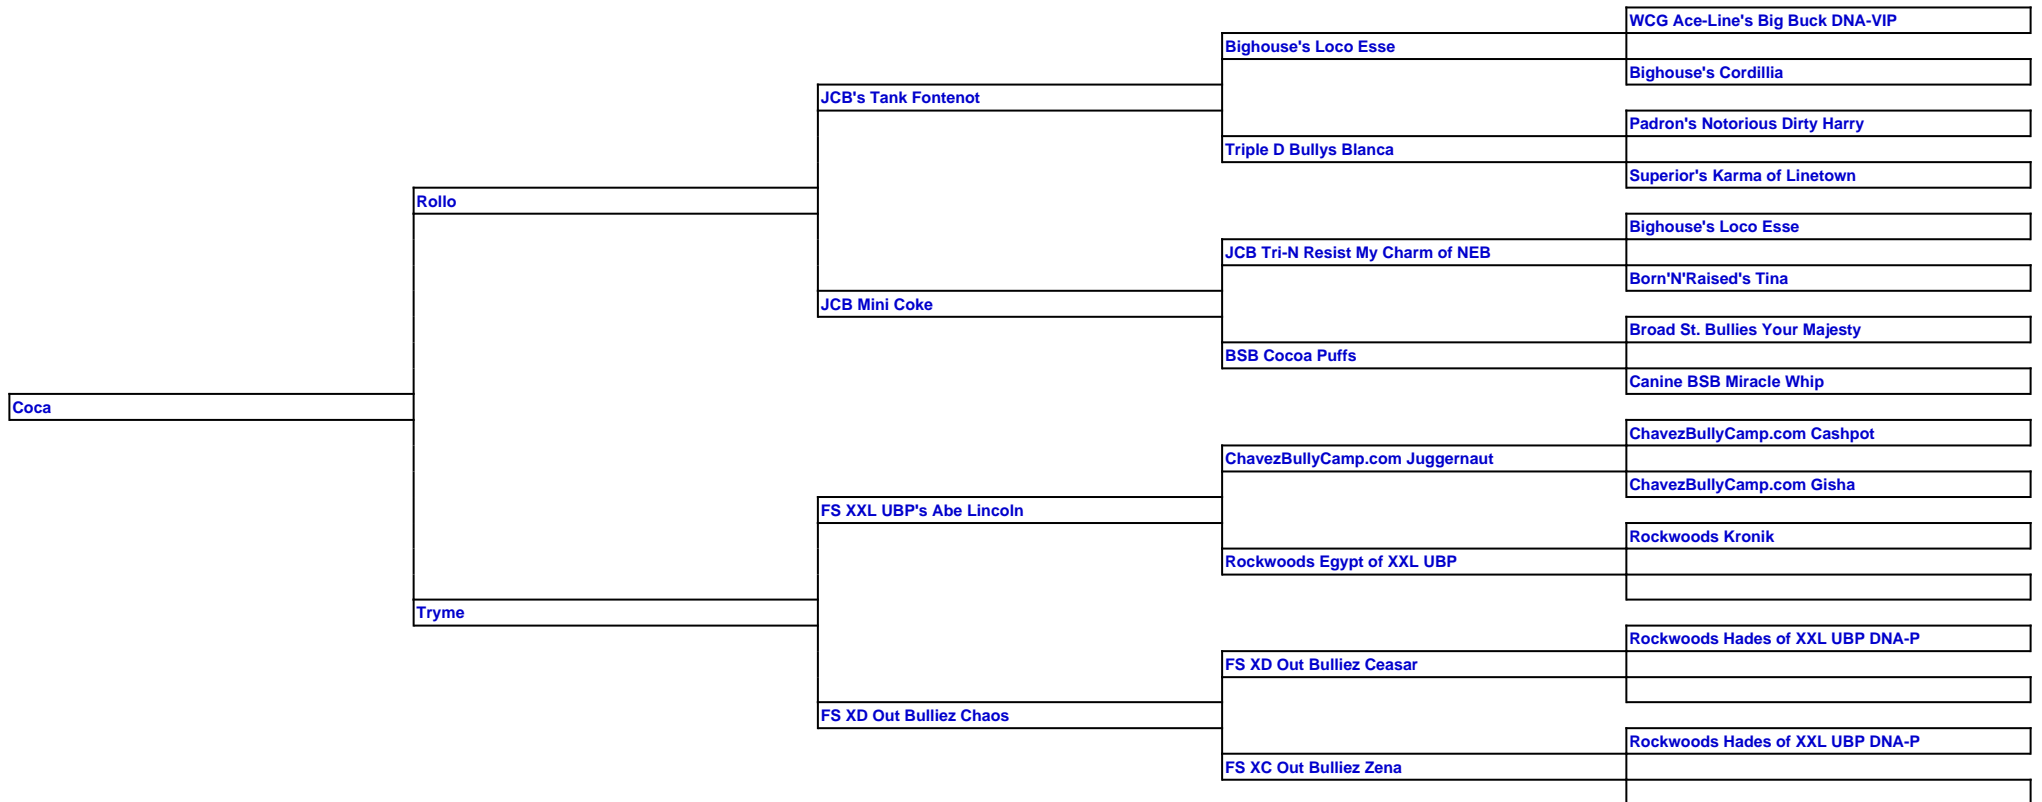 WCG Ace-Line's Big Buck DNA-VIP
Bighouse's Loco Esse
Bighouse's Cordillia
JCB's Tank Fontenot
Padron's Notorious Dirty Harry
Triple D Bullys Blanca
Superior's Karma of Linetown
Rollo
Bighouse's Loco Esse
JCB Tri-N Resist My Charm of NEB
Born'N'Raised's Tina
JCB Mini Coke
Broad St. Bullies Your Majesty
BSB Cocoa Puffs
Canine BSB Miracle Whip
Coca
ChavezBullyCamp.com Cashpot
ChavezBullyCamp.com Juggernaut
ChavezBullyCamp.com Gisha
FS XXL UBP's Abe Lincoln
Rockwoods Kronik
Rockwoods Egypt of XXL UBP
Tryme
Rockwoods Hades of XXL UBP DNA-P
FS XD Out Bulliez Ceasar
FS XD Out Bulliez Chaos
Rockwoods Hades of XXL UBP DNA-P
FS XC Out Bulliez Zena